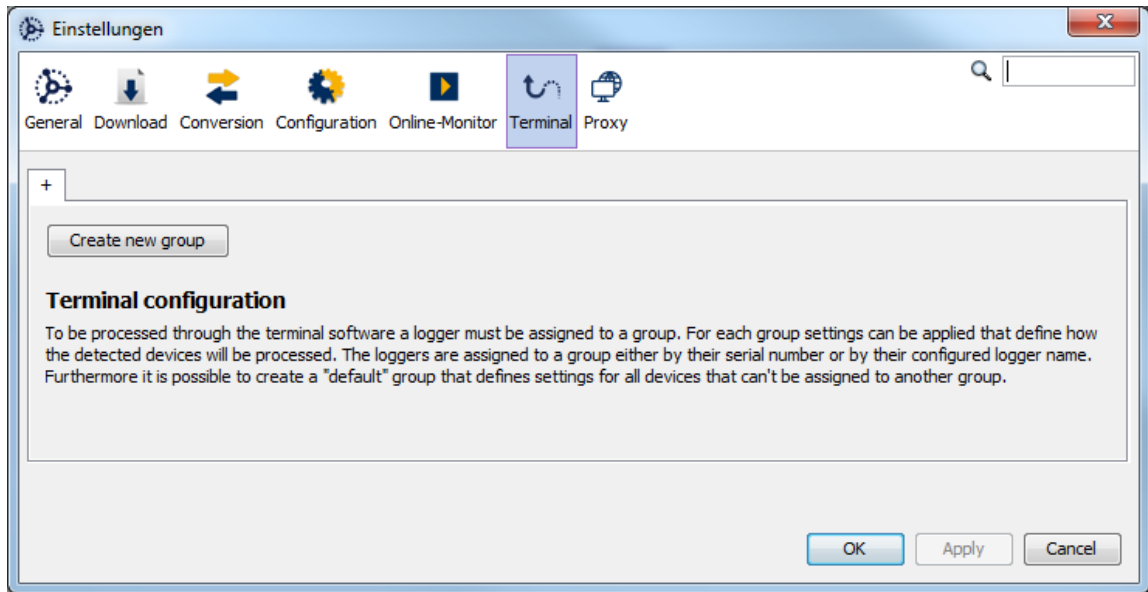 Einstellungen
X
General Download Conversion Configuration Online-Monitor Terminal Proxy
+
Create new group
Terminal configuration
To be processed through the terminal software a logger must be assigned to a group. For each group settings can be applied that define how
the detected devices will be processed. The loggers are assigned to a group either by their serial number or by their configured logger name.
Furthermore it is possible to create a "default" group that defines settings for all devices that can't be assigned to another group.
OK Apply Cancel